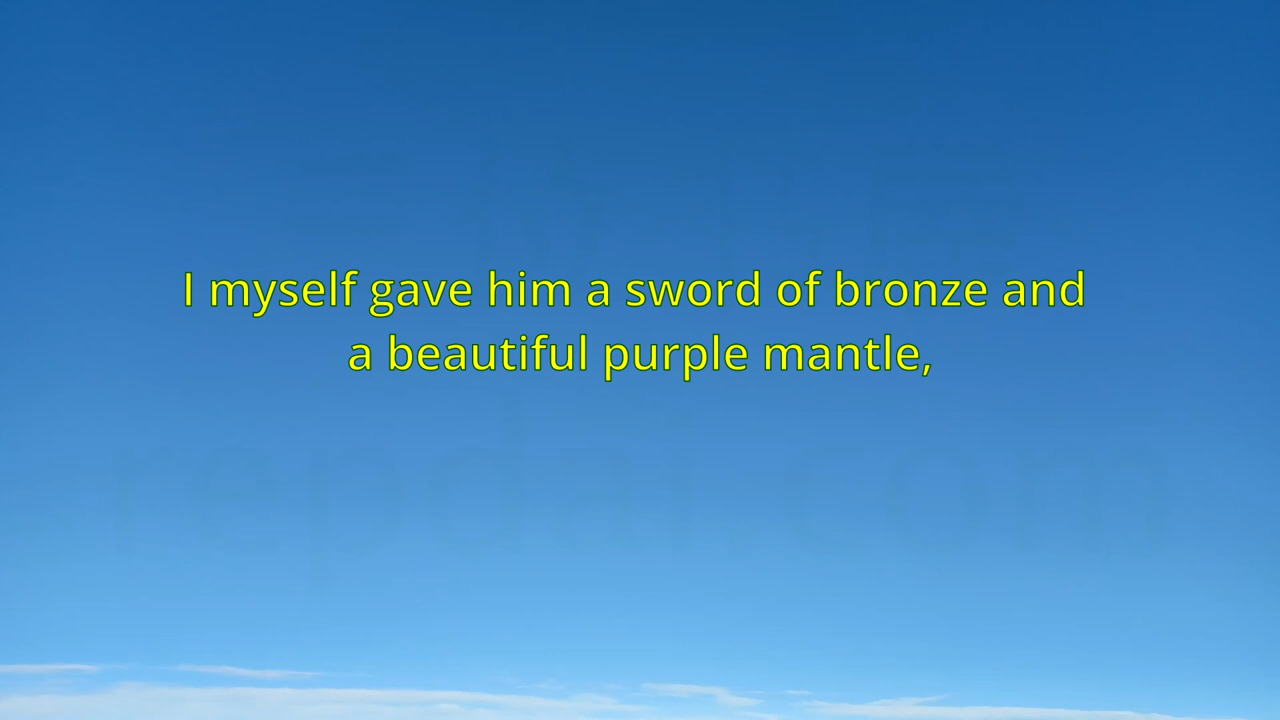 I myself gave him a sword of bronze and
a beautiful purple mantle,